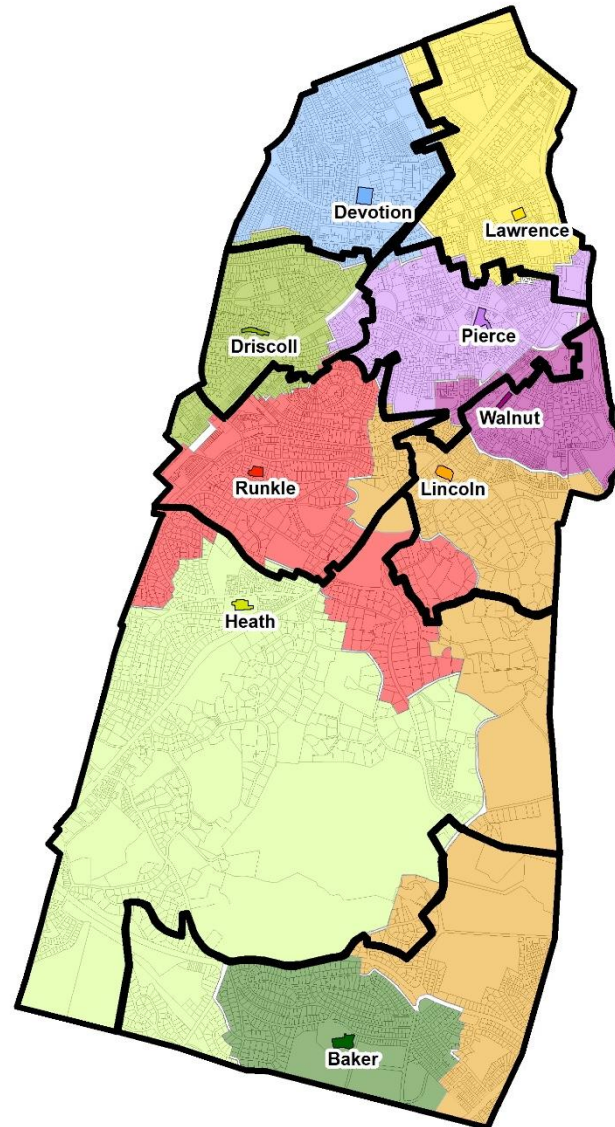 Devotion
Lawrence
Driscoll
Pierce
Walnut
Runkle
Lincoln
Heath
Baker